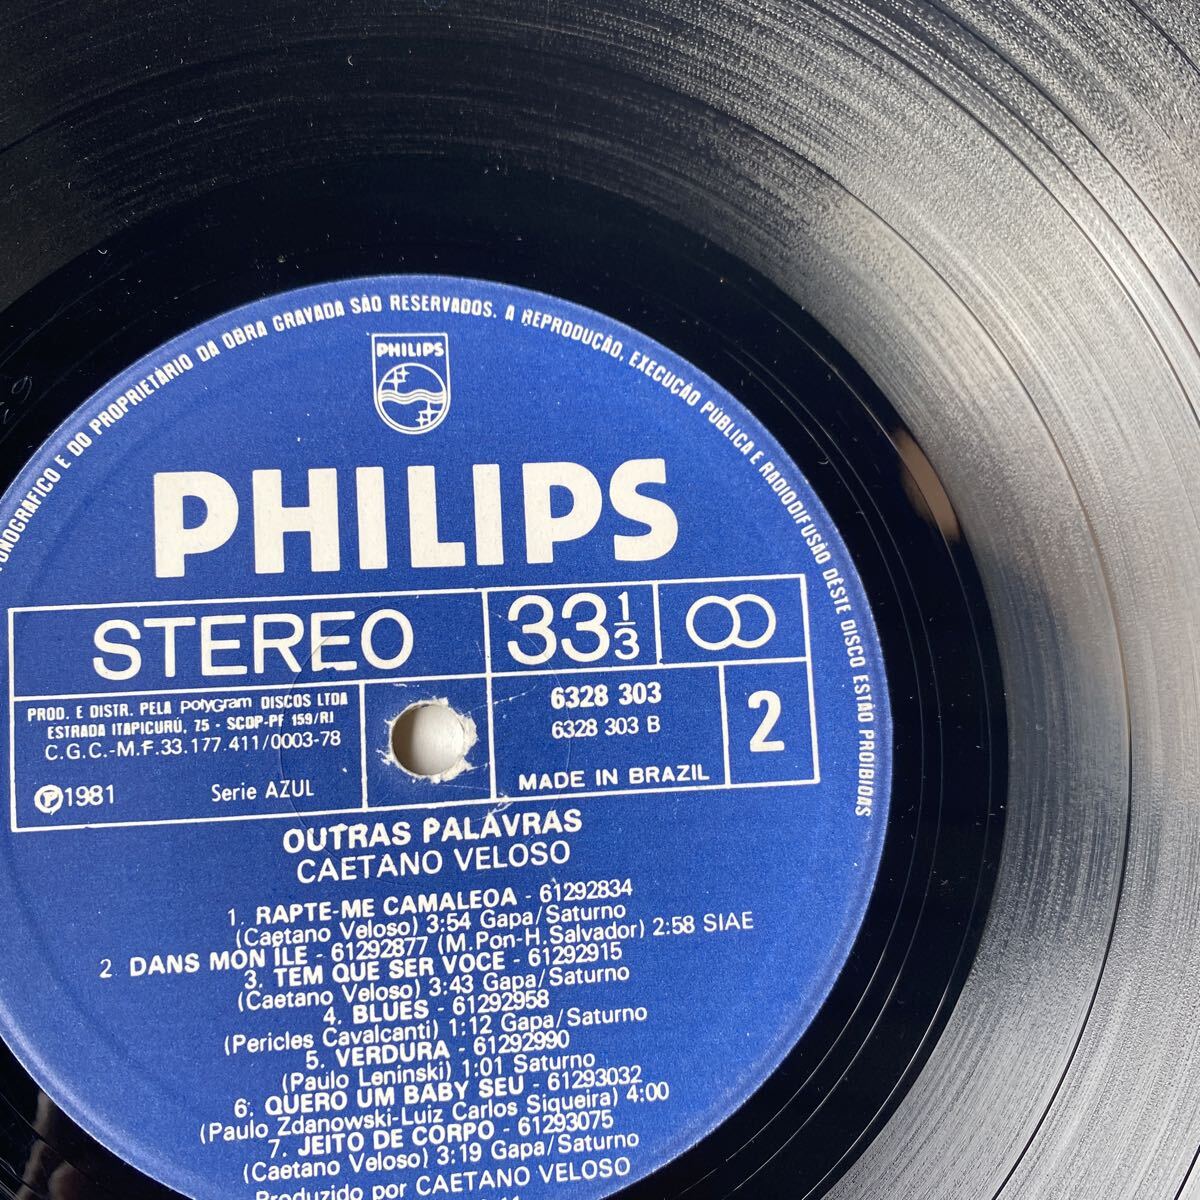 FONOGRÁFICO E DO PROPRIETÁRIO DA OBRA GRAVADA SÃO RESERVADOS. A REPRODUÇÃO, EXECUÇÃO PÚBLICA E RADIODIFUSÃO DÊSTE DISCO ESTÃO PROIBIDAS
PHILIPS
PHILIPS
STEREO
33 1/3
PROD. E DISTR. PELA PolyGram DISCOS LTDA
ESTRADA ITAPICURÚ, 75 - SCDP-PF 159/RJ
C.G.C.-M.F.33.177.411/0003-78
Ⓟ1981 Serie AZUL
6328 303
6328 303 B
MADE IN BRAZIL
2
OUTRAS PALAVRAS
CAETANO VELOSO
1. RAPTE-ME CAMALEOA - 61292834
(Caetano Veloso) 3:54 Gapa/Saturno
2 DANS MON ILE - 61292877 (M.Pon-H.Salvador) 2:58 SIAE
3. TEM QUE SER VOCE - 61292915
(Caetano Veloso) 3:43 Gapa/Saturno
4. BLUES - 61292958
(Pericles Cavalcanti) 1:12 Gapa/Saturno
5. VERDURA - 61292990
(Paulo Leninski) 1:01 Saturno
6. QUERO UM BABY SEU - 61293032
(Paulo Zdanowski-Luiz Carlos Siqueira) 4:00
7. JEITO DE CORPO - 61293075
(Caetano Veloso) 3:19 Gapa/Saturno
Produzido por CAETANO VELOSO